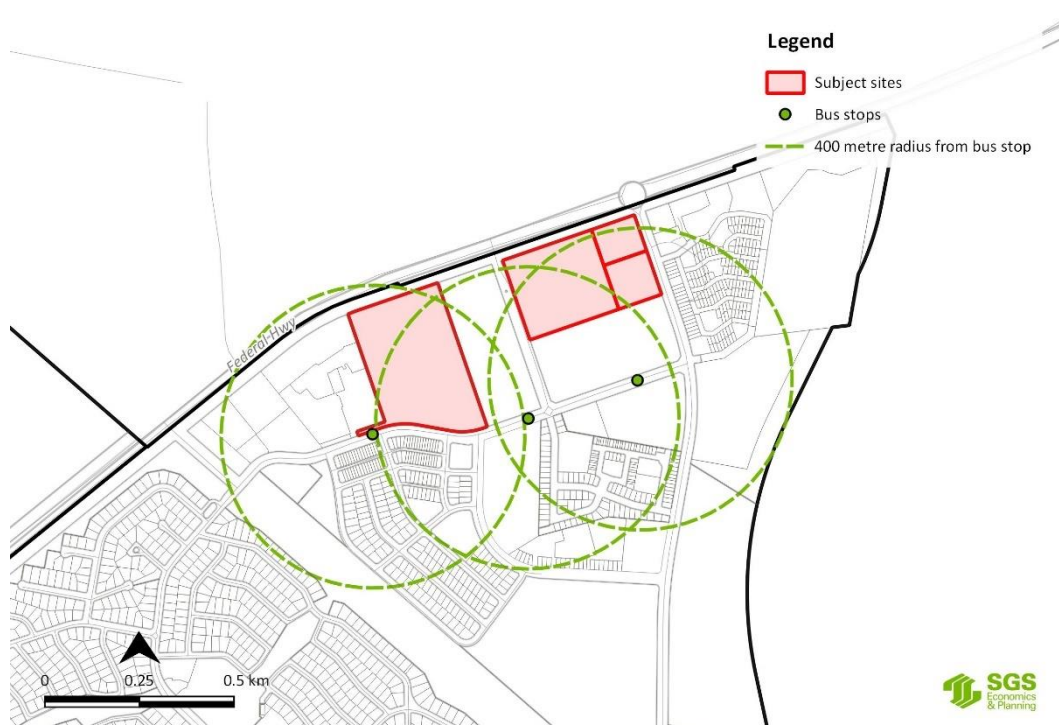 Legend
Subject sites
Bus stops
400 metre radius from bus stop
Federal Hwy
0 0.25 0.5 km
SGS
Economics
& Planning